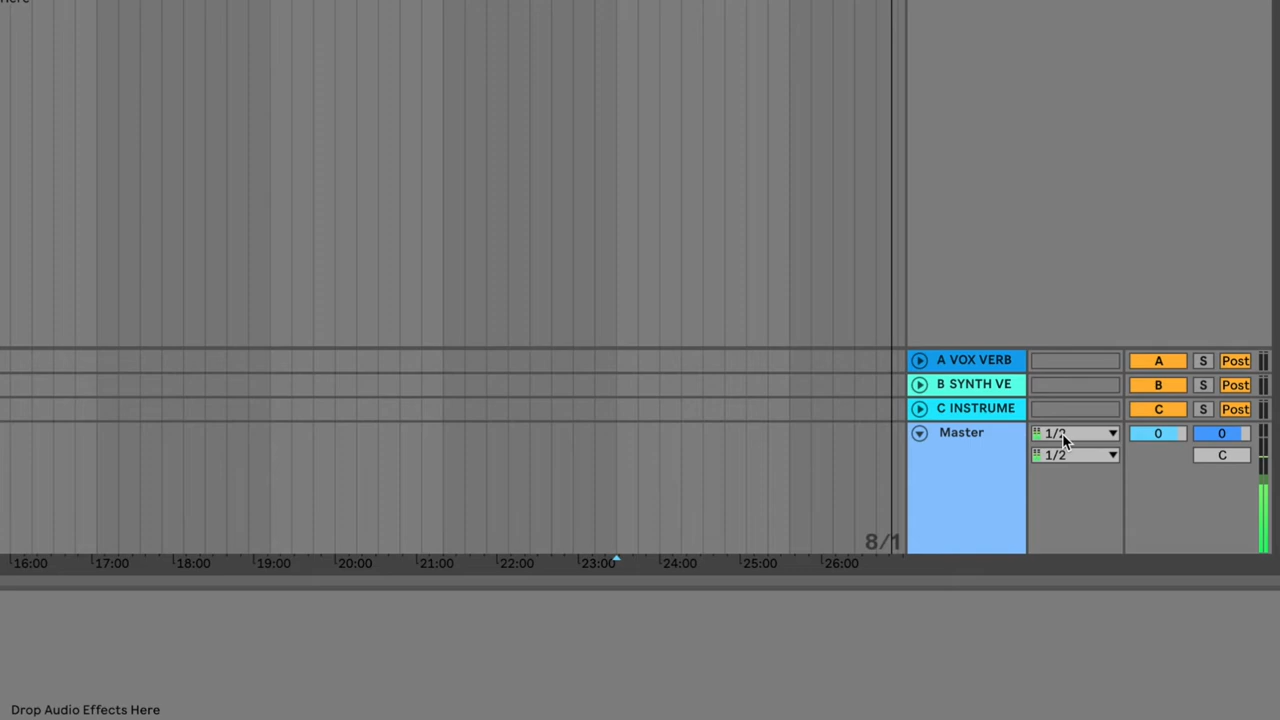 Here
A VOX VERB A S Post
B SYNTH VE B S Post
C INSTRUME C S Post
Master 1/2 0 0
1/2 C
8/1
16:00 17:00 18:00 19:00 20:00 21:00 22:00 23:00 24:00 25:00 26:00
Drop Audio Effects Here